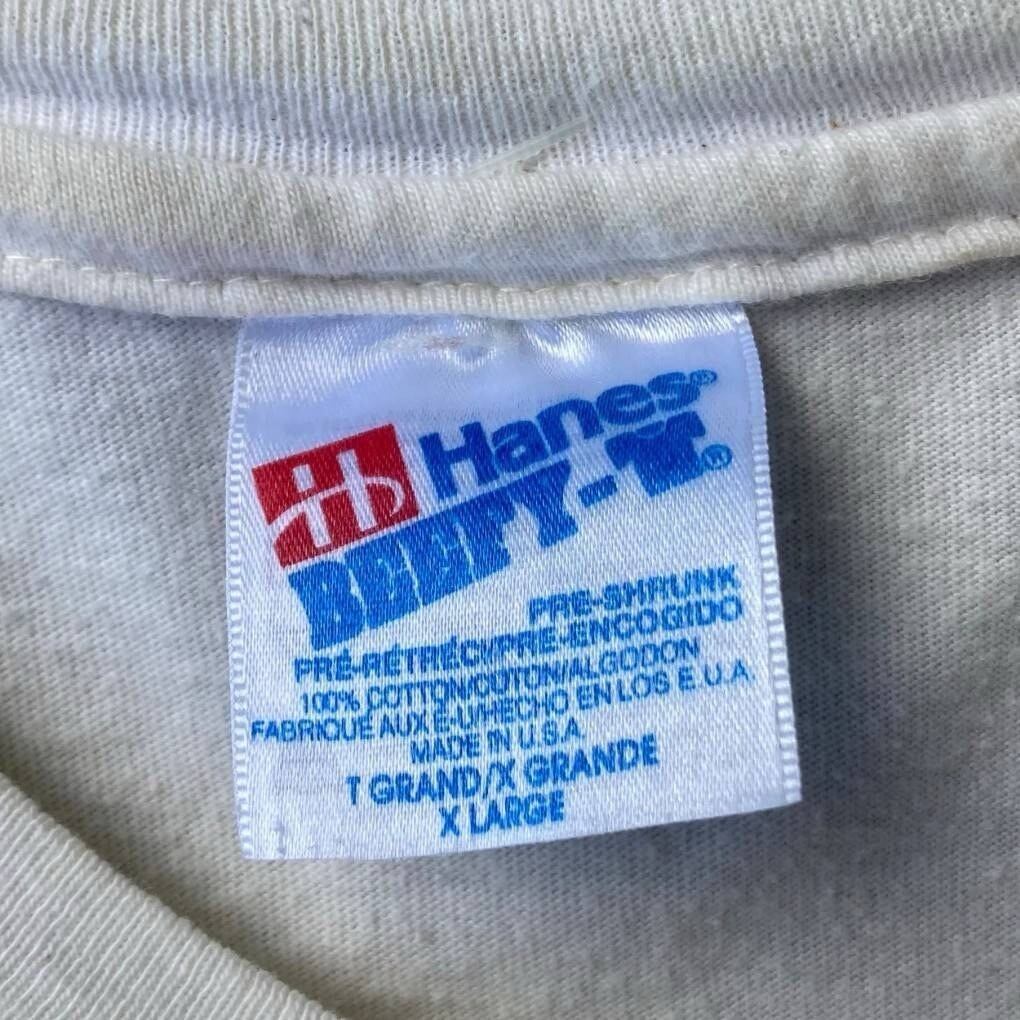 Hanes®
BEEFY-T®
PRE-SHRUNK
PRÉ-RÉTRÉCI/PRE-ENCOGIDO
100% COTTON/COTON/ALGODON
FABRIQUÉ AUX É-U/HECHO EN LOS E.U.A.
MADE IN U.S.A.
T GRAND/X GRANDE
X LARGE